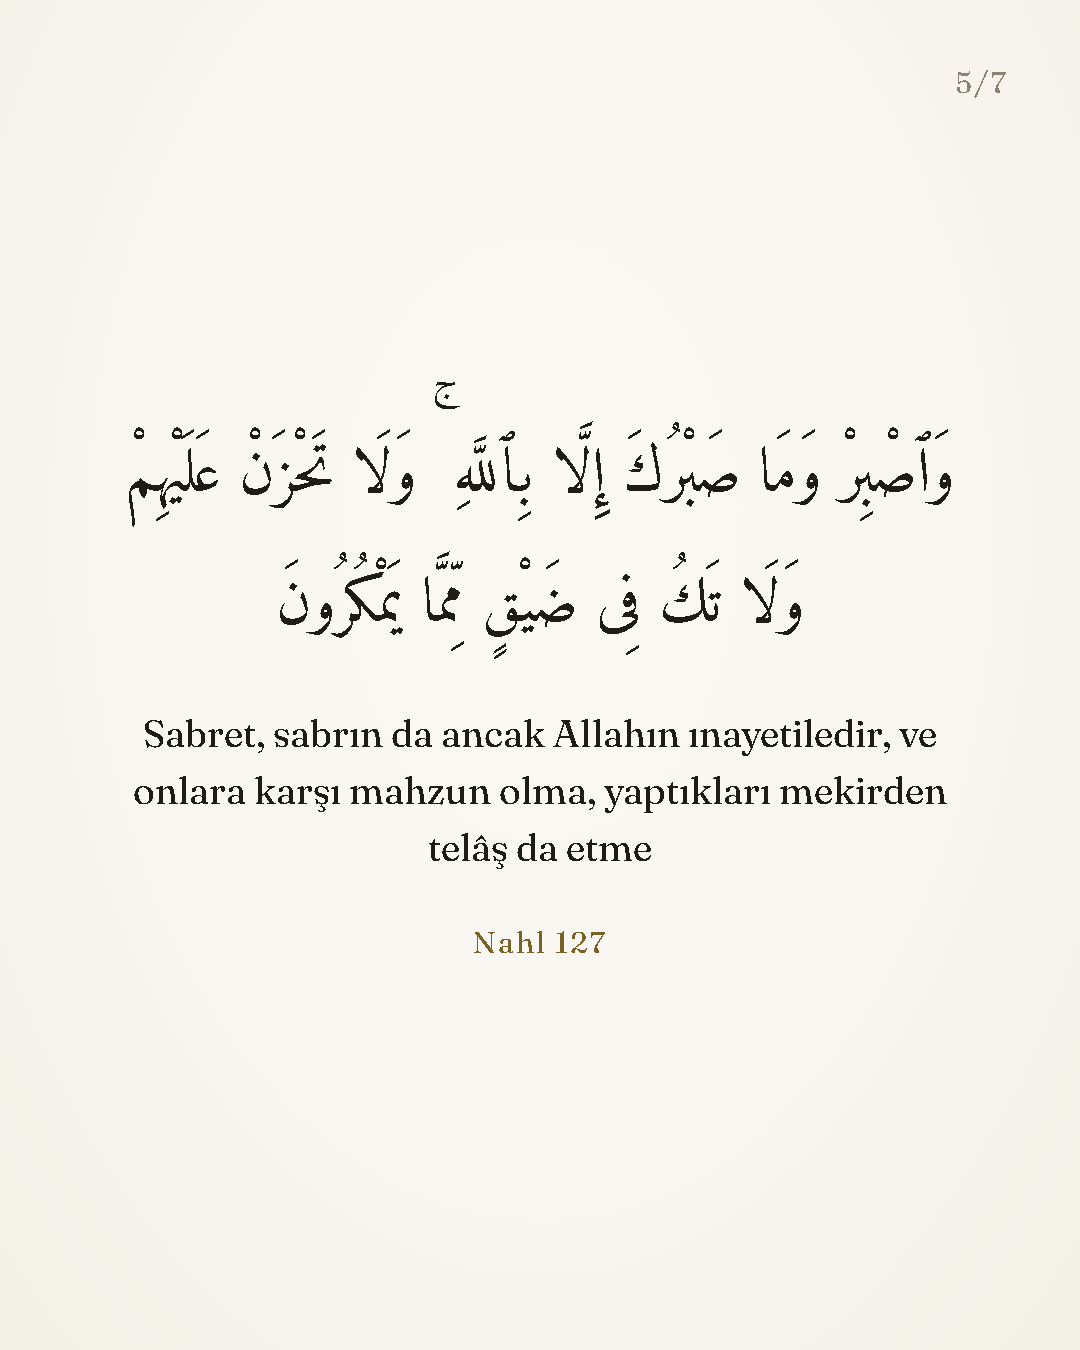 5/7
وَٱصْبِرْ وَمَا صَبْرُكَ إِلَّا بِٱللَّهِ ۚ وَلَا تَحْزَنْ عَلَيْهِمْ
وَلَا تَكُ فِى ضَيْقٍ مِّمَّا يَمْكُرُونَ
Sabret, sabrın da ancak Allahın ınayetiledir, ve
onlara karşı mahzun olma, yaptıkları mekirden
telâş da etme
Nahl 127